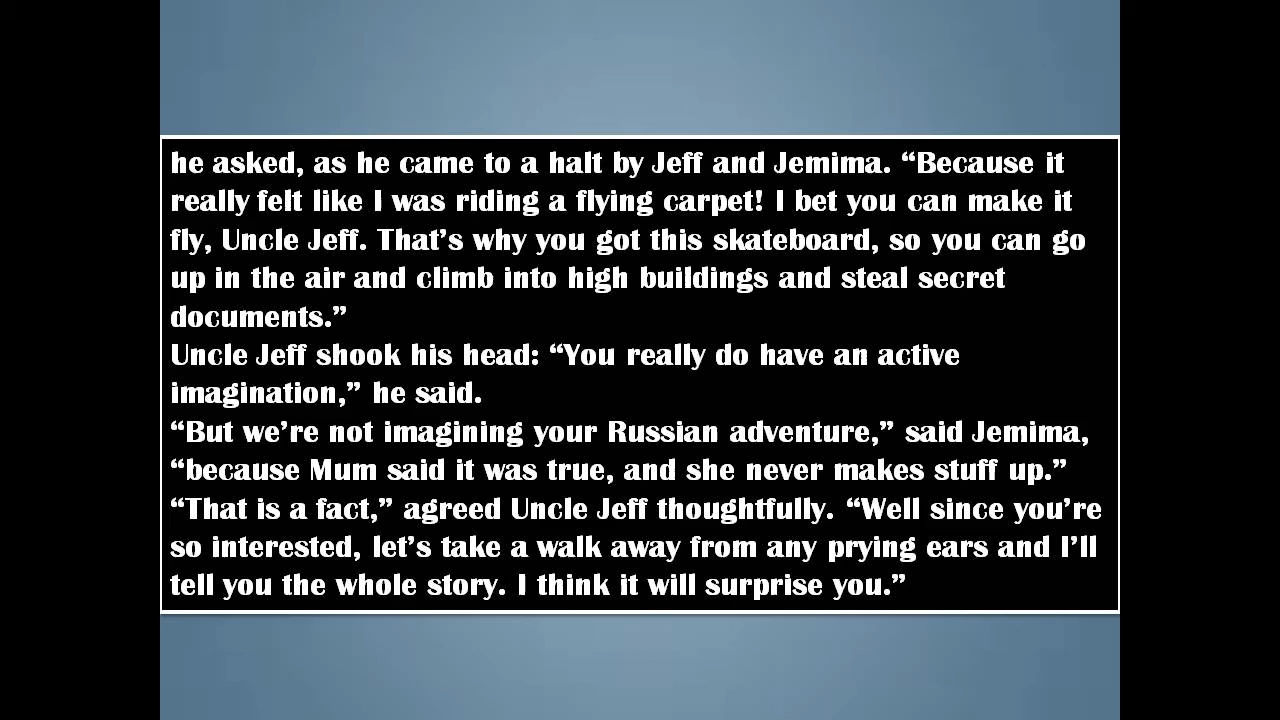 he asked, as he came to a halt by Jeff and Jemima. “Because it
really felt like I was riding a flying carpet! I bet you can make it
fly, Uncle Jeff. That’s why you got this skateboard, so you can go
up in the air and climb into high buildings and steal secret
documents.”
Uncle Jeff shook his head: “You really do have an active
imagination,” he said.
“But we’re not imagining your Russian adventure,” said Jemima,
“because Mum said it was true, and she never makes stuff up.”
“That is a fact,” agreed Uncle Jeff thoughtfully. “Well since you’re
so interested, let’s take a walk away from any prying ears and I’ll
tell you the whole story. I think it will surprise you.”